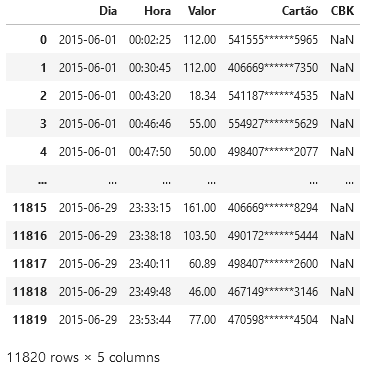 Dia Hora Valor Cartão CBK
0 2015-06-01 00:02:25 112.00 541555******5965 NaN
1 2015-06-01 00:30:45 112.00 406669******7350 NaN
2 2015-06-01 00:43:20 18.34 541187******4535 NaN
3 2015-06-01 00:46:46 55.00 554927******5629 NaN
4 2015-06-01 00:47:50 50.00 498407******2077 NaN
... ... ... ... ... ...
11815 2015-06-29 23:33:15 161.00 406669******8294 NaN
11816 2015-06-29 23:38:18 103.50 490172******5444 NaN
11817 2015-06-29 23:40:11 60.89 498407******2600 NaN
11818 2015-06-29 23:49:48 46.00 467149******3146 NaN
11819 2015-06-29 23:53:44 77.00 470598******4504 NaN
11820 rows × 5 columns